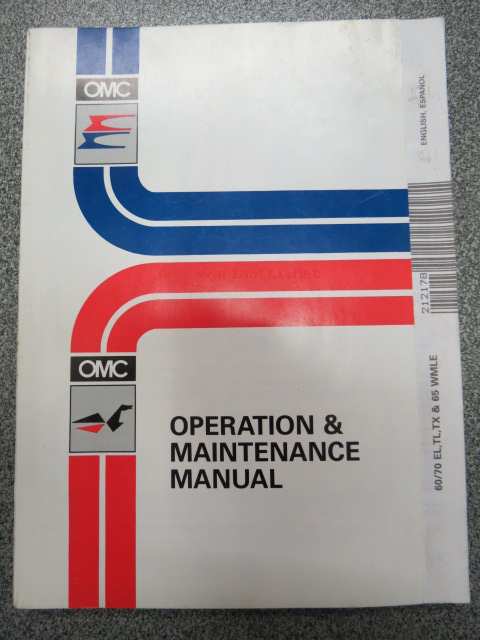 OMC
OMC
OPERATION &
MAINTENANCE
MANUAL
ENGLISH, ESPAÑOL
212178
60/70 EL,TL,TX & 65 WMLE